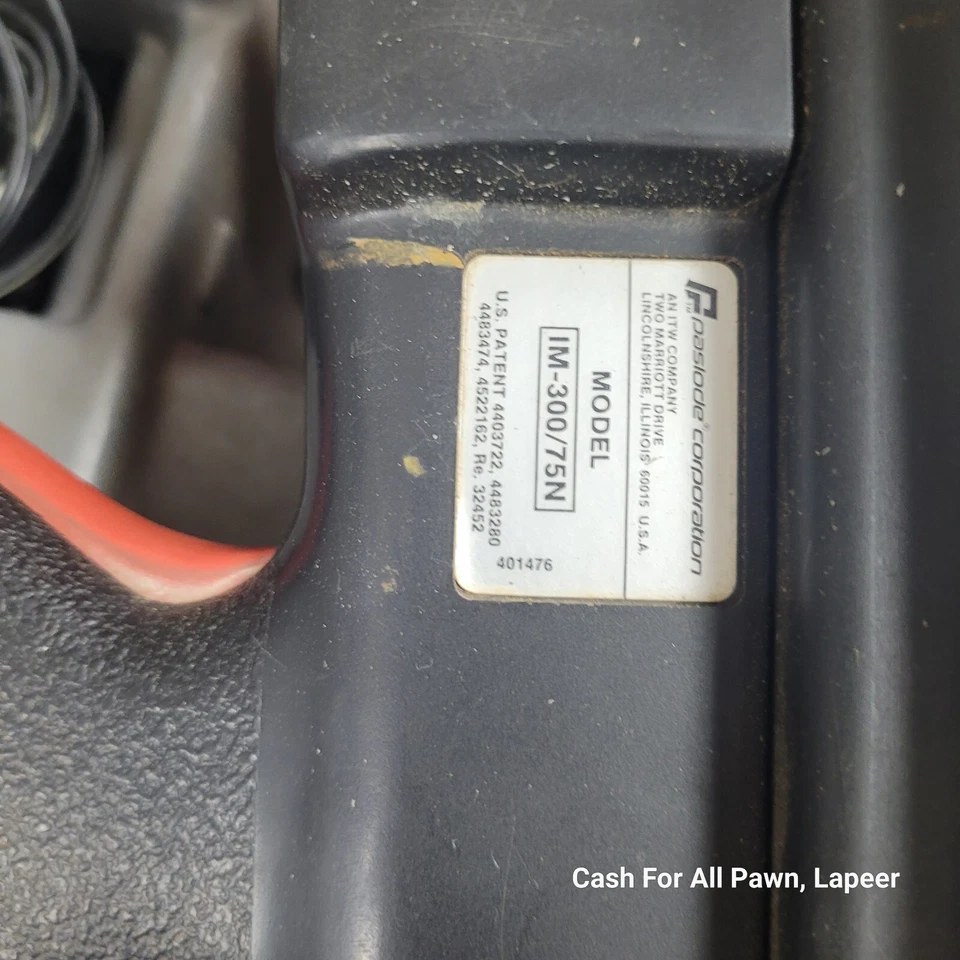 paslode® corporation
AN ITW COMPANY
TWO MARRIOTT DRIVE
LINCOLNSHIRE, ILLINOIS 60015 U.S.A.
MODEL
IM-300/75N
U.S. PATENT 4403722, 4483280
4483474, 4522162, Re. 32452
401476
Cash For All Pawn, Lapeer